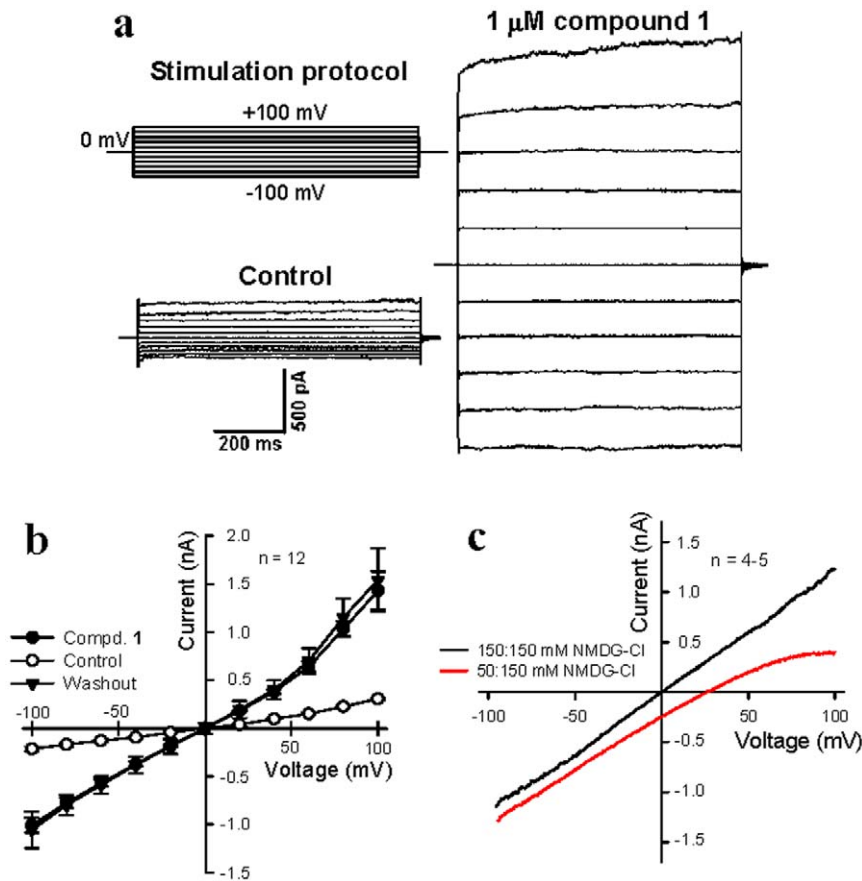 a
1 µM compound 1
Stimulation protocol
+100 mV
0 mV
-100 mV
Control
500 pA
200 ms
b
Current (nA)
2.0
n = 12
1.5
1.0
0.5
Compd. 1
Control
Washout
-100
-50
50
100
Voltage (mV)
-0.5
-1.0
-1.5
c
Current (nA)
1.5
n = 4-5
1.0
0.5
150:150 mM NMDG-Cl
50:150 mM NMDG-Cl
-100
-50
0
50
100
Voltage (mV)
-0.5
-1.0
-1.5